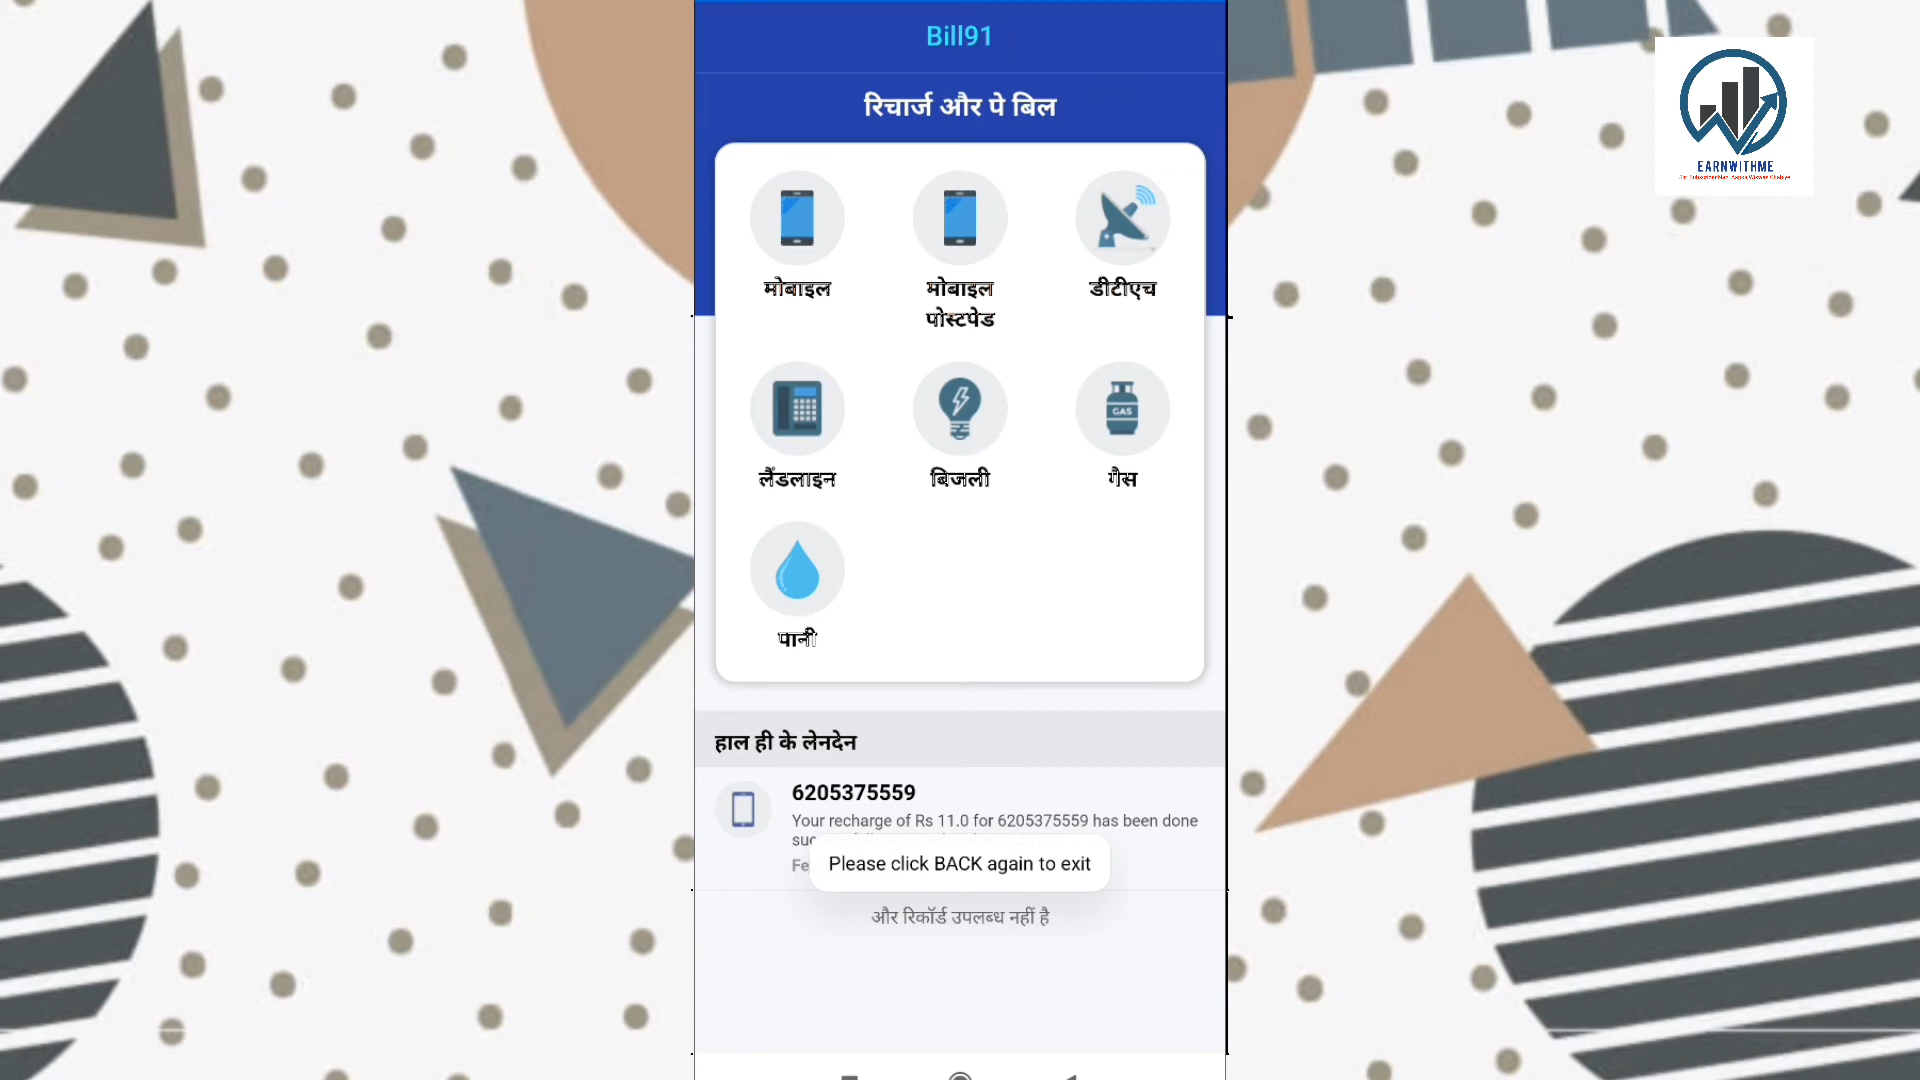 Bill91
रिचार्ज और पे बिल
मोबाइल
मोबाइल
पोस्टपेड
डीटीएच
लैंडलाइन
बिजली
गैस
GAS
पानी
हाल ही के लेनदेन
6205375559
Your recharge of Rs 11.0 for 6205375559 has been done
Please click BACK again to exit
और रिकॉर्ड उपलब्ध नहीं है
EARNWITHME